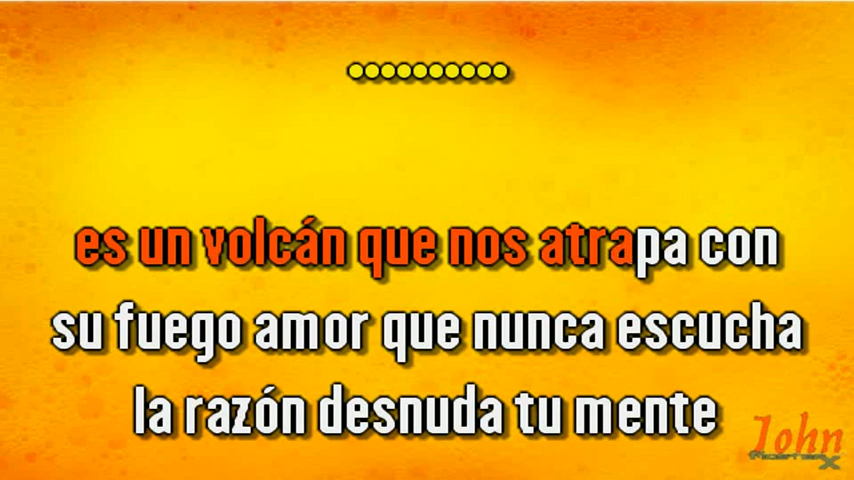 es un volcán que nos atrapa con
su fuego amor que nunca escucha
la razón desnuda tu mente
John